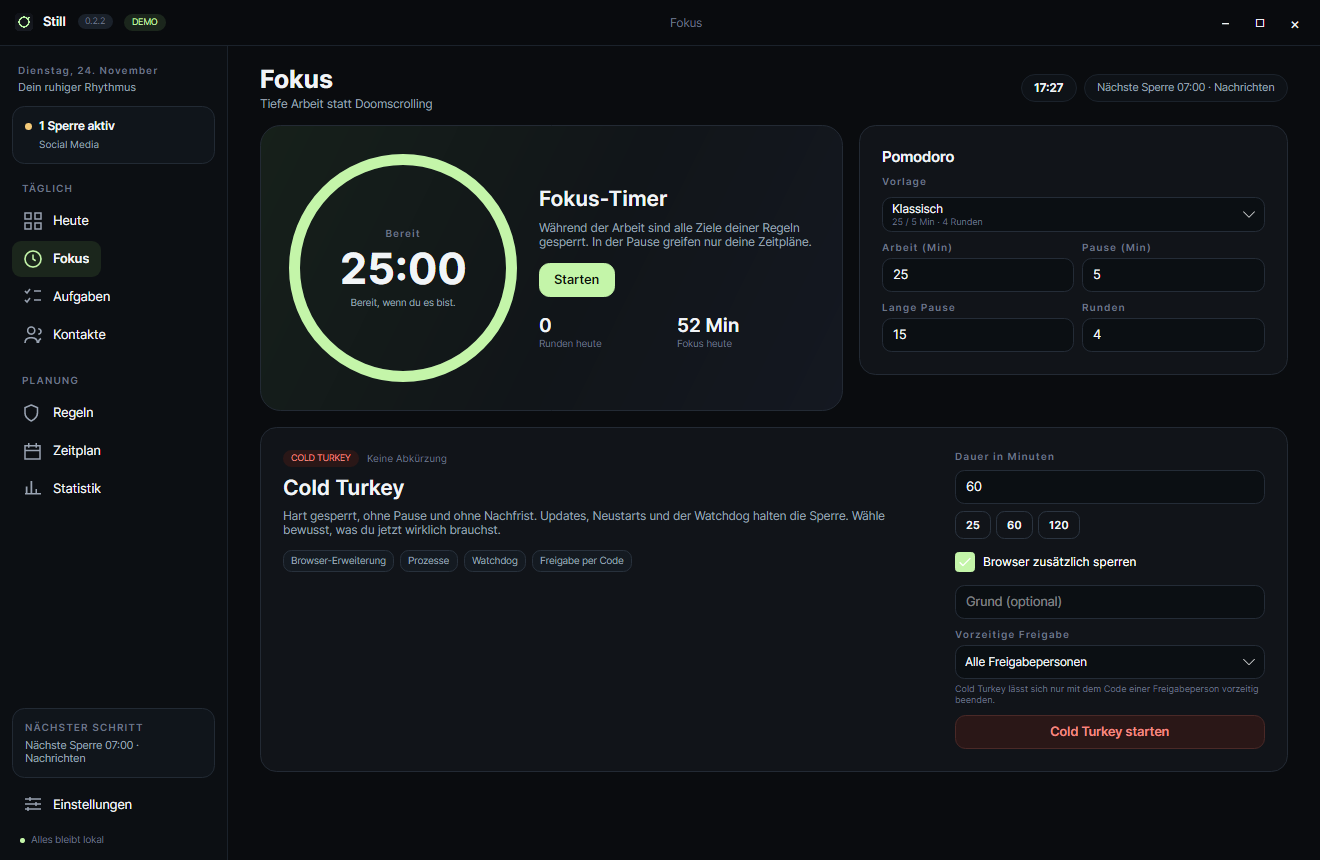 Still 0.2.2 DEMO
Fokus
Dienstag, 24. November
Dein ruhiger Rhythmus
1 Sperre aktiv
Social Media
TÄGLICH
Heute
Fokus
Aufgaben
Kontakte
PLANUNG
Regeln
Zeitplan
Statistik
NÄCHSTER SCHRITT
Nächste Sperre 07:00 ·
Nachrichten
Einstellungen
Alles bleibt lokal
Fokus
Tiefe Arbeit statt Doomscrolling
17:27
Nächste Sperre 07:00 · Nachrichten
Bereit
25:00
Bereit, wenn du es bist.
Fokus-Timer
Während der Arbeit sind alle Ziele deiner Regeln
gesperrt. In der Pause greifen nur deine Zeitpläne.
Starten
0 52 Min
Runden heute Fokus heute
Pomodoro
Vorlage
Klassisch
25 / 5 Min · 4 Runden
Arbeit (Min) Pause (Min)
25 5
Lange Pause Runden
15 4
COLD TURKEY Keine Abkürzung
Cold Turkey
Hart gesperrt, ohne Pause und ohne Nachfrist. Updates, Neustarts und der Watchdog halten die Sperre. Wähle
bewusst, was du jetzt wirklich brauchst.
Browser-Erweiterung Prozesse Watchdog Freigabe per Code
Dauer in Minuten
60
25 60 120
Browser zusätzlich sperren
Grund (optional)
Vorzeitige Freigabe
Alle Freigabepersonen
Cold Turkey lässt sich nur mit dem Code einer Freigabeperson vorzeitig
beenden.
Cold Turkey starten